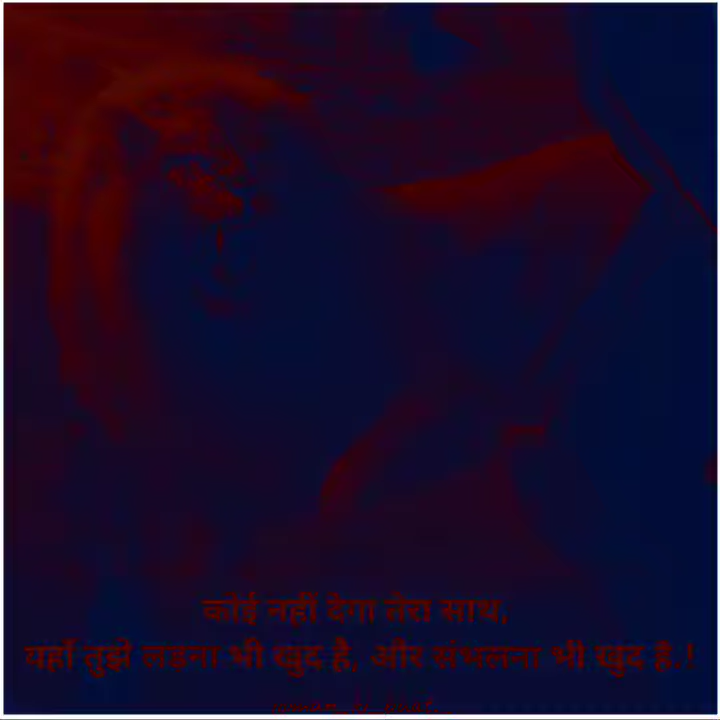 कोई नहीं देगा तेरा साथ,
यहाँ तुझे लड़ना भी खुद है, और संभलना भी खुद है.!